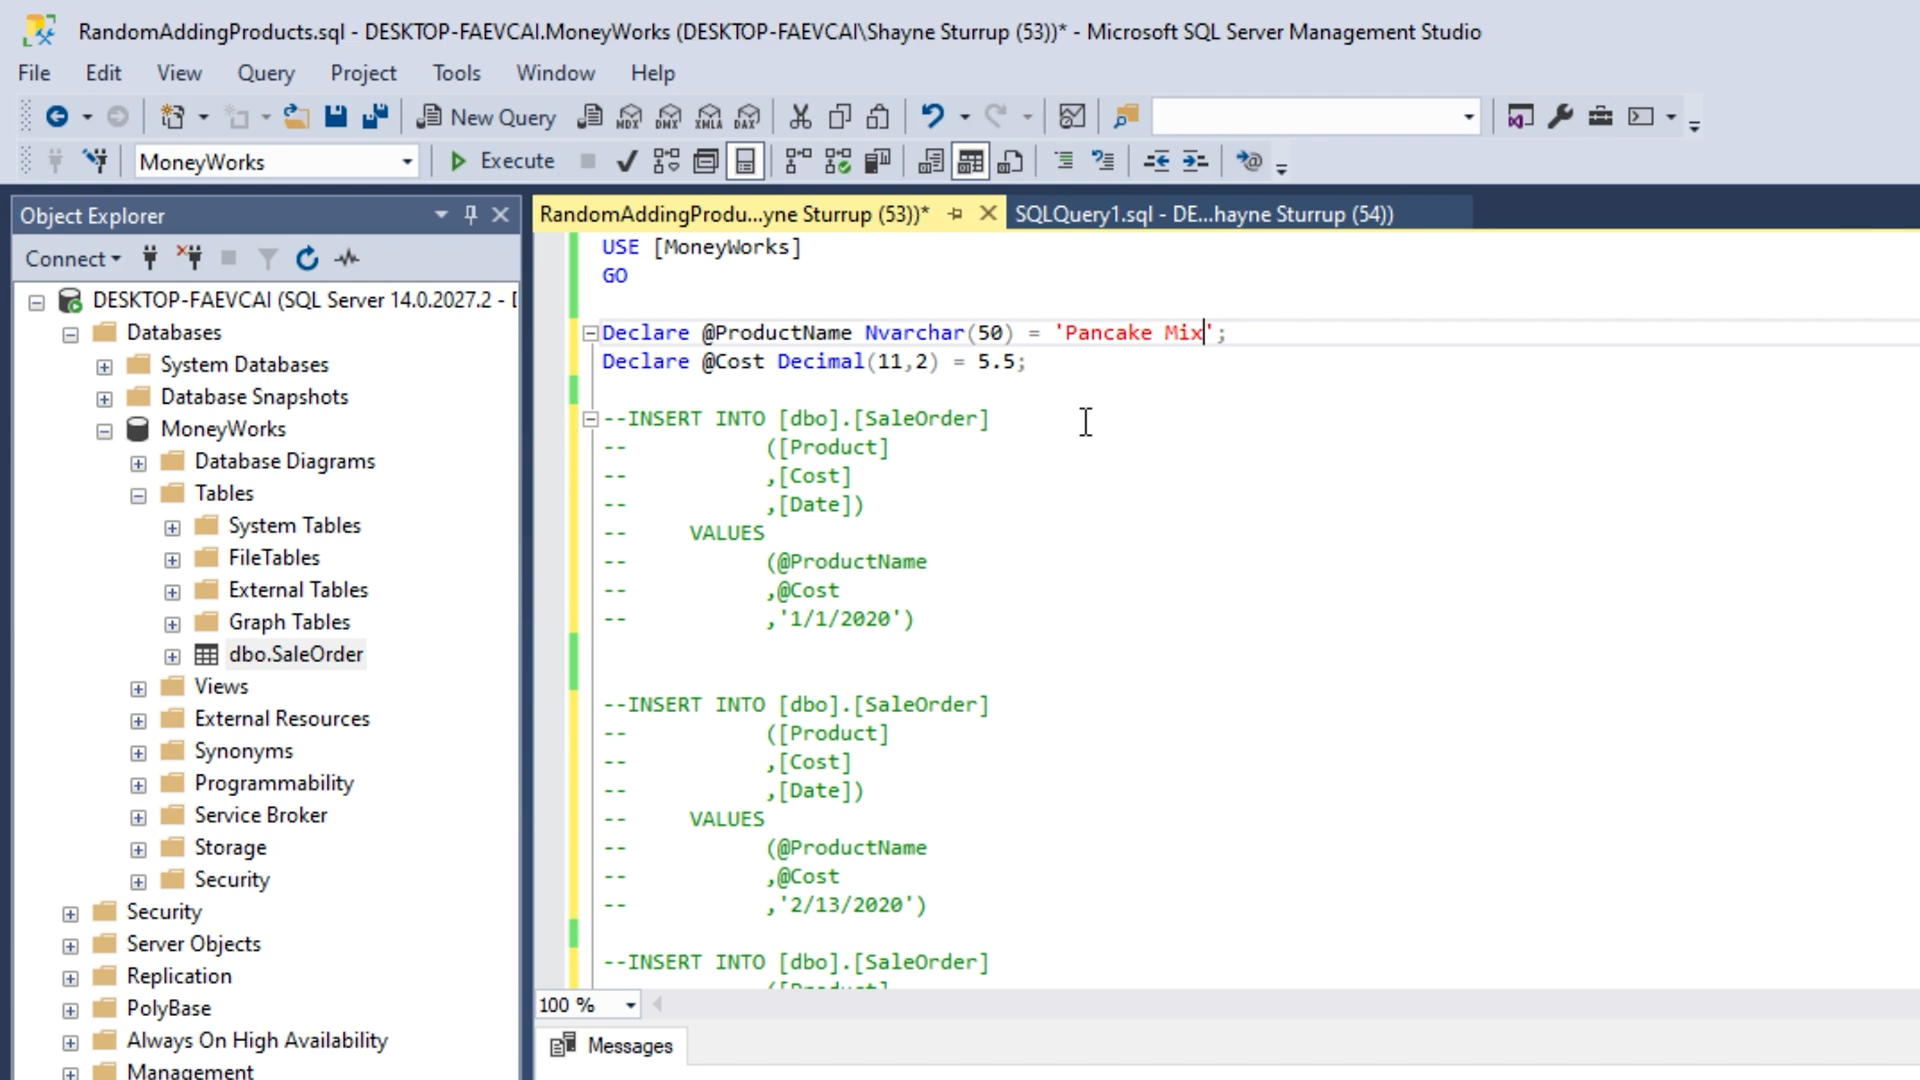 RandomAddingProducts.sql - DESKTOP-FAEVCAI.MoneyWorks (DESKTOP-FAEVCAI\Shayne Sturrup (53))* - Microsoft SQL Server Management Studio
File Edit View Query Project Tools Window Help
New Query MDX DMX XMLA DAX
MoneyWorks Execute
Object Explorer
Connect
DESKTOP-FAEVCAI (SQL Server 14.0.2027.2 -
Databases
System Databases
Database Snapshots
MoneyWorks
Database Diagrams
Tables
System Tables
FileTables
External Tables
Graph Tables
dbo.SaleOrder
Views
External Resources
Synonyms
Programmability
Service Broker
Storage
Security
Security
Server Objects
Replication
PolyBase
Always On High Availability
Management
RandomAddingProdu...yne Sturrup (53))* SQLQuery1.sql - DE...hayne Sturrup (54))
USE [MoneyWorks]
GO
Declare @ProductName Nvarchar(50) = 'Pancake Mix';
Declare @Cost Decimal(11,2) = 5.5;
--INSERT INTO [dbo].[SaleOrder]
-- ([Product]
-- ,[Cost]
-- ,[Date])
-- VALUES
-- (@ProductName
-- ,@Cost
-- ,'1/1/2020')
--INSERT INTO [dbo].[SaleOrder]
-- ([Product]
-- ,[Cost]
-- ,[Date])
-- VALUES
-- (@ProductName
-- ,@Cost
-- ,'2/13/2020')
--INSERT INTO [dbo].[SaleOrder]
100 %
Messages